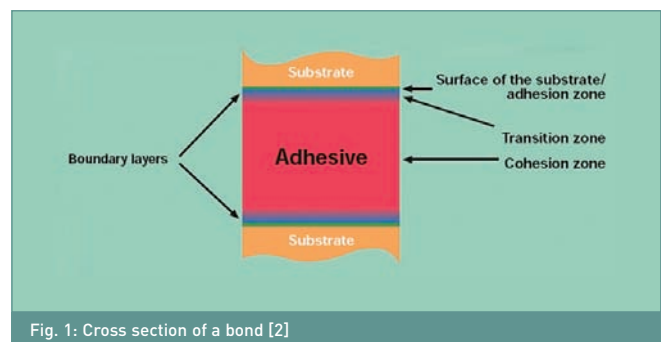 Substrate
Surface of the substrate/
adhesion zone
Transition zone
Boundary layers
Adhesive
Cohesion zone
Substrate
Fig. 1: Cross section of a bond [2]